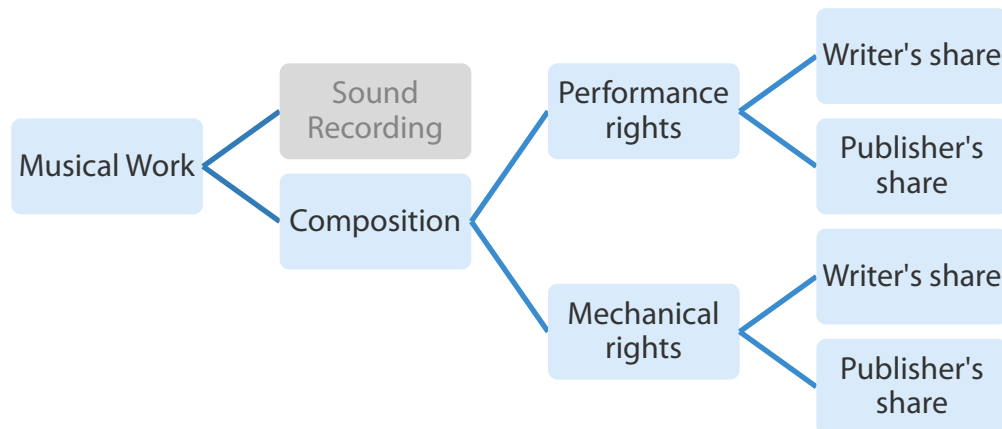 Musical Work
Sound
Recording
Composition
Performance
rights
Mechanical
rights
Writer's share
Publisher's
share
Writer's share
Publisher's
share